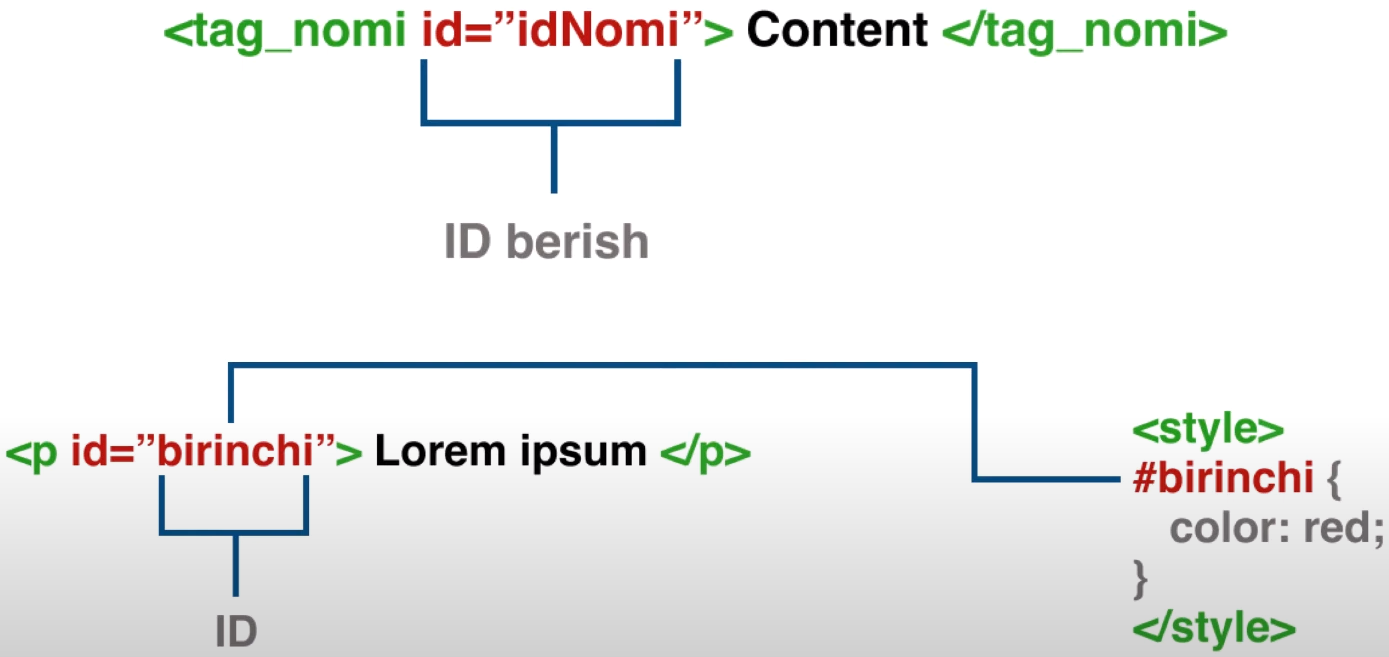 <tag_nomi id=”idNomi”> Content </tag_nomi>
ID berish
<p id=”birinchi”> Lorem ipsum </p>
ID
<style>
#birinchi {
color: red;
}
</style>